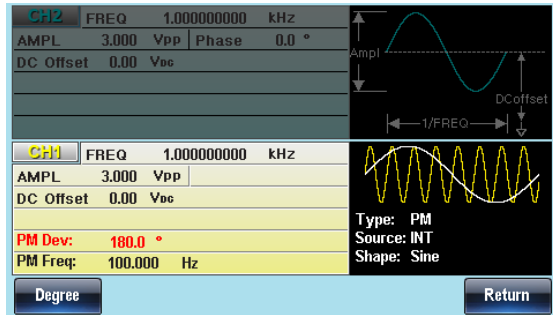 CH2 FREQ 1.000000000 kHz
AMPL 3.000 Vpp Phase 0.0 °
DC Offset 0.00 VDC
Ampl
DCoffset
1/FREQ
CH1 FREQ 1.000000000 kHz
AMPL 3.000 Vpp
DC Offset 0.00 VDC
PM Dev: 180.0 °
PM Freq: 100.000 Hz
Type: PM
Source: INT
Shape: Sine
Degree
Return